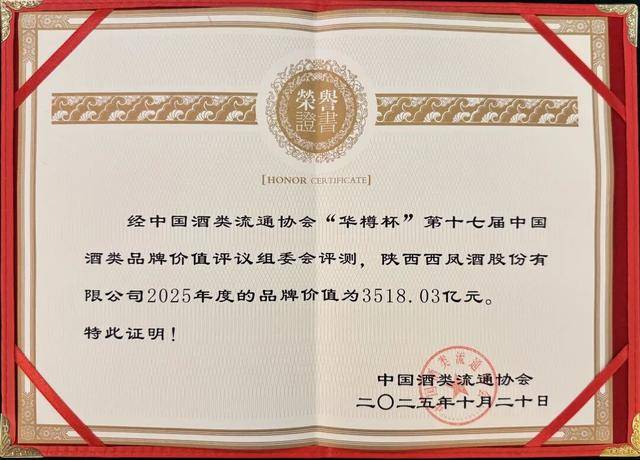 榮譽
證書
[HONOR CERTIFICATE]
经中国酒类流通协会“华樽杯”第十七届中国
酒类品牌价值评议组委会评测，陕西西凤酒股份有
限公司2025年度的品牌价值为3518.03亿元。
特此证明！
中国酒类流通协会
二〇二五年十月二十日